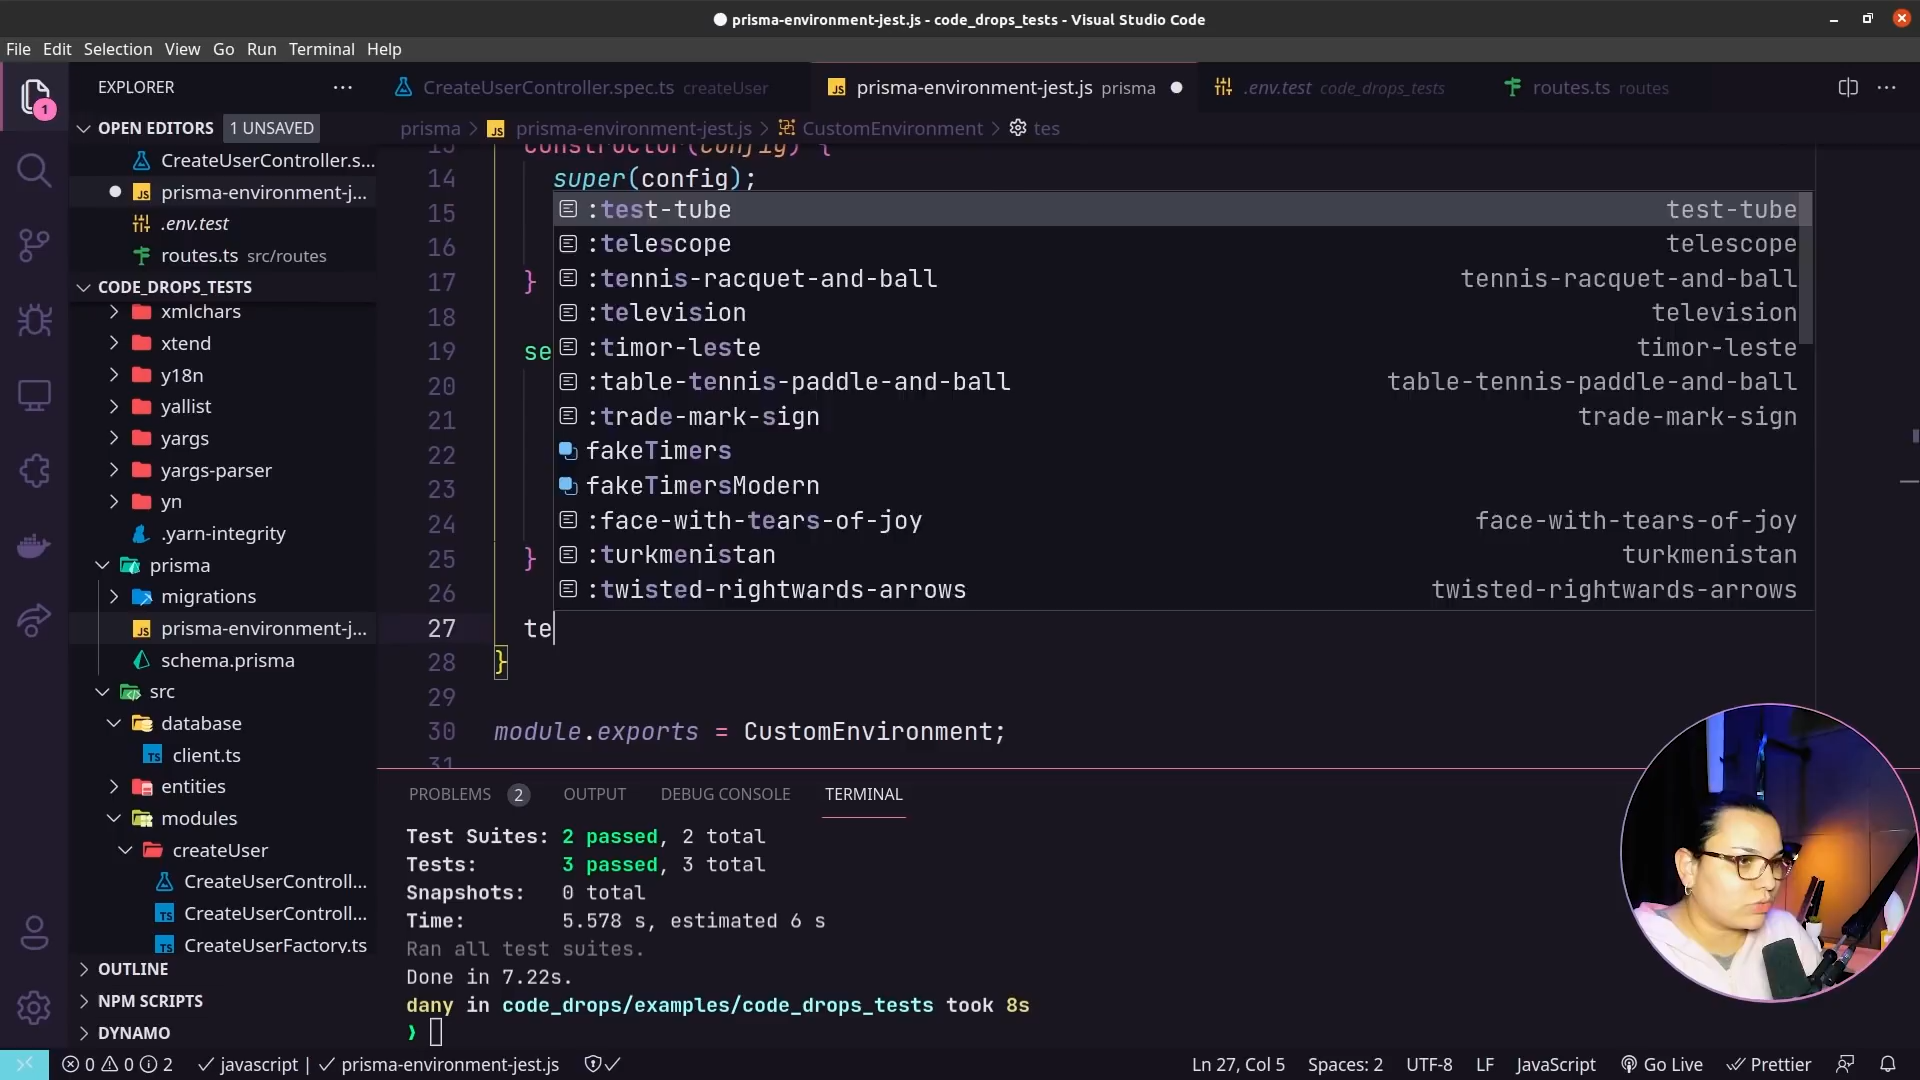 prisma-environment-jest.js - code_drops_tests - Visual Studio Code
File Edit Selection View Go Run Terminal Help
EXPLORER
CreateUserController.spec.ts createUser
prisma-environment-jest.js prisma
.env.test code_drops_tests
routes.ts routes
1
OPEN EDITORS 1 UNSAVED
prisma > prisma-environment-jest.js > CustomEnvironment > tes
CreateUserController.s...
prisma-environment-j...
.env.test
routes.ts src/routes
CODE_DROPS_TESTS
xmlchars
xtend
y18n
yallist
yargs
yargs-parser
yn
.yarn-integrity
prisma
migrations
prisma-environment-j...
schema.prisma
src
database
client.ts
entities
modules
createUser
CreateUserControll...
CreateUserControll...
CreateUserFactory.ts
OUTLINE
NPM SCRIPTS
DYNAMO
13 constructor(config) {
14 super(config);
15
16
17 }
18
19 se
20
21
22
23
24
25 }
26
27 te
28 }
29
30 module.exports = CustomEnvironment;
31
:test-tube test-tube
:telescope telescope
:tennis-racquet-and-ball tennis-racquet-and-ball
:television television
:timor-leste timor-leste
:table-tennis-paddle-and-ball table-tennis-paddle-and-ball
:trade-mark-sign trade-mark-sign
fakeTimers
fakeTimersModern
:face-with-tears-of-joy face-with-tears-of-joy
:turkmenistan turkmenistan
:twisted-rightwards-arrows twisted-rightwards-arrows
PROBLEMS 2 OUTPUT DEBUG CONSOLE TERMINAL
Test Suites: 2 passed, 2 total
Tests: 3 passed, 3 total
Snapshots: 0 total
Time: 5.578 s, estimated 6 s
Ran all test suites.
Done in 7.22s.
dany in code_drops/examples/code_drops_tests took 8s
❯
0 0 2 javascript | prisma-environment-jest.js
Ln 27, Col 5 Spaces: 2 UTF-8 LF JavaScript Go Live Prettier